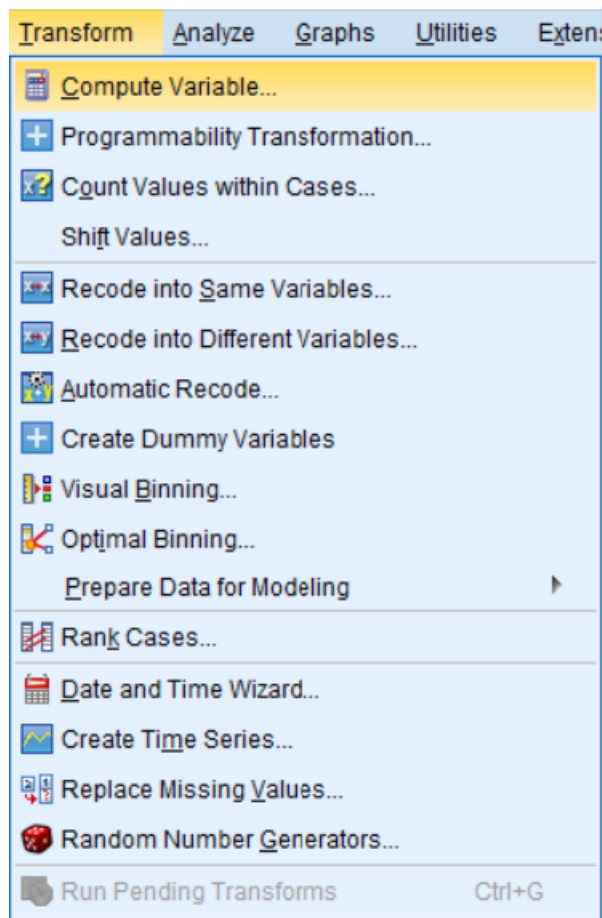 Transform Analyze Graphs Utilities Extens
Compute Variable...
Programmability Transformation...
Count Values within Cases...
Shift Values...
Recode into Same Variables...
Recode into Different Variables...
Automatic Recode...
Create Dummy Variables
Visual Binning...
Optimal Binning...
Prepare Data for Modeling
Rank Cases...
Date and Time Wizard...
Create Time Series...
Replace Missing Values...
Random Number Generators...
Run Pending Transforms Ctrl+G